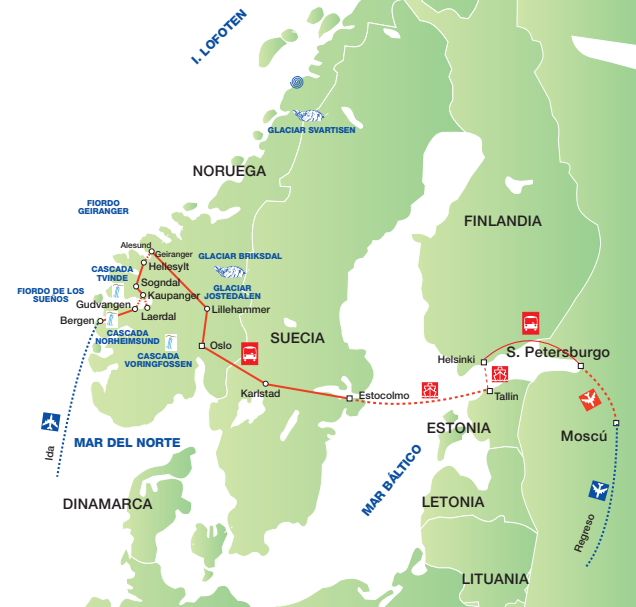 I. LOFOTEN
GLACIAR SVARTISEN
NORUEGA
FIORDO
GEIRANGER
FINLANDIA
Alesund
Geiranger
Hellesylt
GLACIAR BRIKSDAL
CASCADA
TVINDE
Sogndal
GLACIAR
JOSTEDALEN
FIORDO DE LOS
SUEÑOS
Kaupanger
Gudvangen
Laerdal
Lillehammer
Bergen
CASCADA
NORHEIMSUND
CASCADA
VORINGFOSSEN
Oslo
SUECIA
Helsinki
S. Petersburgo
Karlstad
Estocolmo
Tallin
ESTONIA
Moscú
MAR DEL NORTE
Ida
MAR BÁLTICO
DINAMARCA
LETONIA
Regreso
LITUANIA